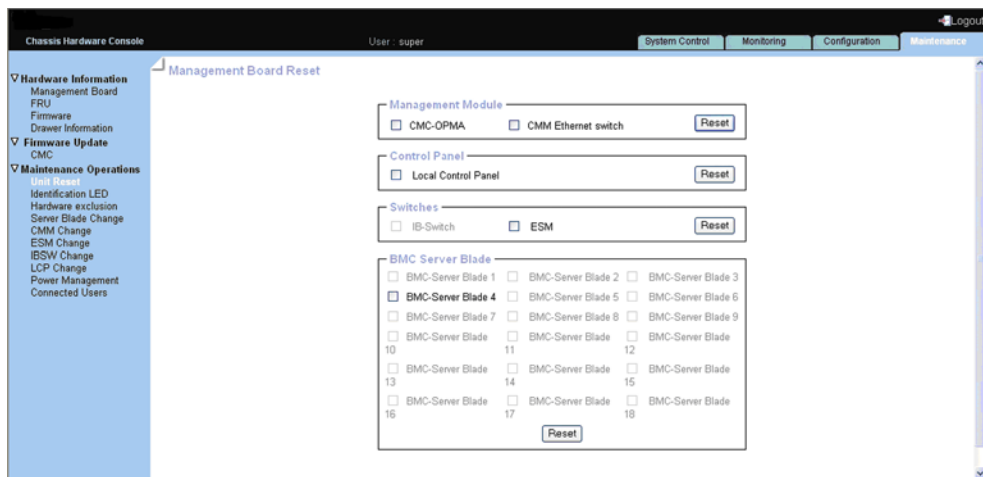 Logout
Chassis Hardware Console
User : super
System Control
Monitoring
Configuration
Maintenance
Hardware Information
Management Board
FRU
Firmware
Drawer Information
Firmware Update
CMC
Maintenance Operations
Unit Reset
Identification LED
Hardware exclusion
Server Blade Change
CMM Change
ESM Change
IBSW Change
LCP Change
Power Management
Connected Users
Management Board Reset
Management Module
CMC-OPMA CMM Ethernet switch Reset
Control Panel
Local Control Panel Reset
Switches
IB-Switch ESM Reset
BMC Server Blade
BMC-Server Blade 1 BMC-Server Blade 2 BMC-Server Blade 3
BMC-Server Blade 4 BMC-Server Blade 5 BMC-Server Blade 6
BMC-Server Blade 7 BMC-Server Blade 8 BMC-Server Blade 9
BMC-Server Blade BMC-Server Blade BMC-Server Blade
10 11 12
BMC-Server Blade BMC-Server Blade BMC-Server Blade
13 14 15
BMC-Server Blade BMC-Server Blade BMC-Server Blade
16 17 18
Reset